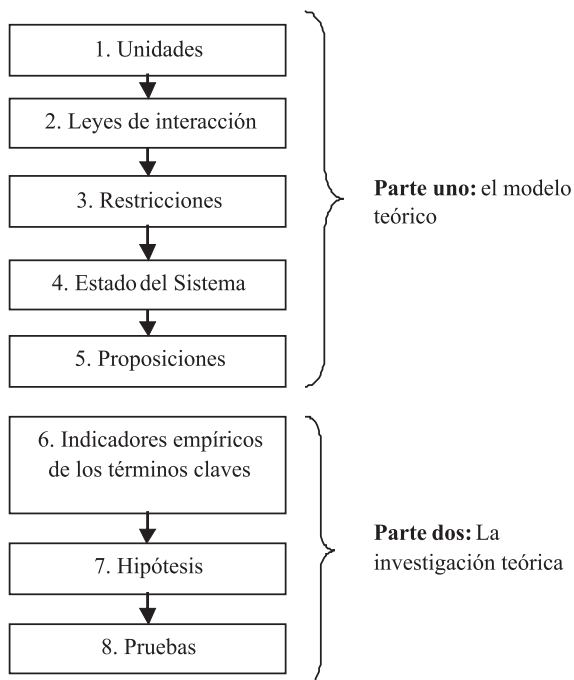 1. Unidades
2. Leyes de interacción
3. Restricciones
4. Estado del Sistema
5. Proposiciones
Parte uno: el modelo
teórico
6. Indicadores empíricos
de los términos claves
7. Hipótesis
8. Pruebas
Parte dos: La
investigación teórica